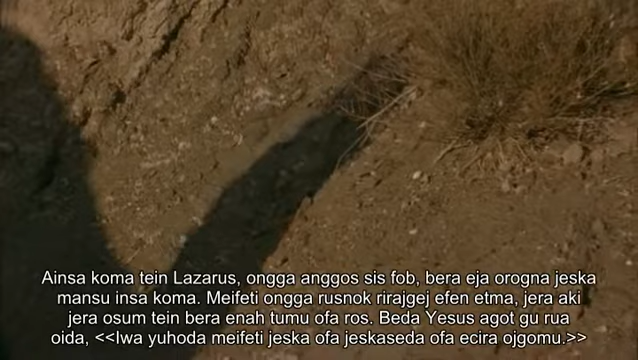 Ainsa koma tein Lazarus, ongga anggos sis fob, bera eja orogna jeska
mansu insa koma. Meifeti ongga rusnok rirajgej efen etma, jera aki
jera osum tein bera enah tumu ofa ros. Beda Yesus agot gu rua
oida, <<Iwa yuhoda meifeti jeska ofa jeskaseda ofa ecira ojgomu.>>